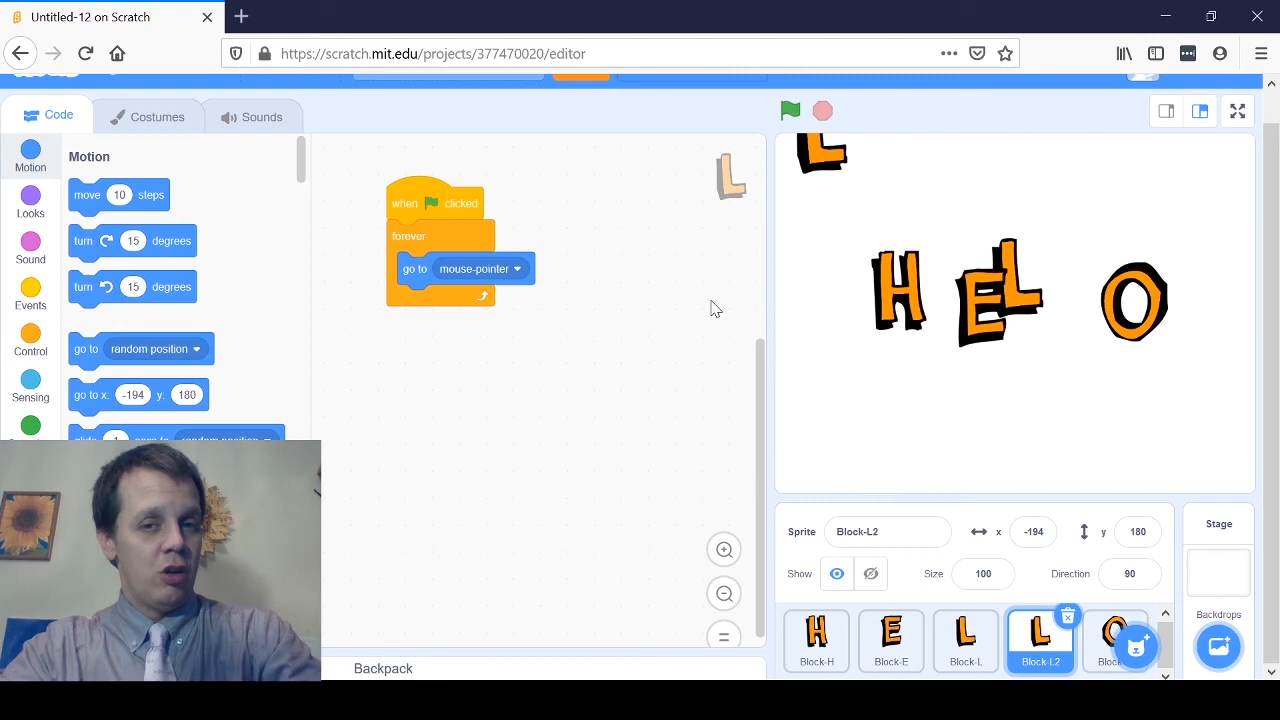 Untitled-12 on Scratch
https://scratch.mit.edu/projects/377470020/editor
Code
Costumes
Sounds
Motion
Looks
Sound
Events
Control
Sensing
Motion
move 10 steps
turn 15 degrees
turn 15 degrees
go to random position
go to x: -194 y: 180
when clicked
forever
go to mouse-pointer
L
L
H E L O
Sprite Block-L2 x -194 y 180
Show Size 100 Direction 90
H E L L O
Block-H Block-E Block-L Block-L2
Stage
Backdrops
Backpack